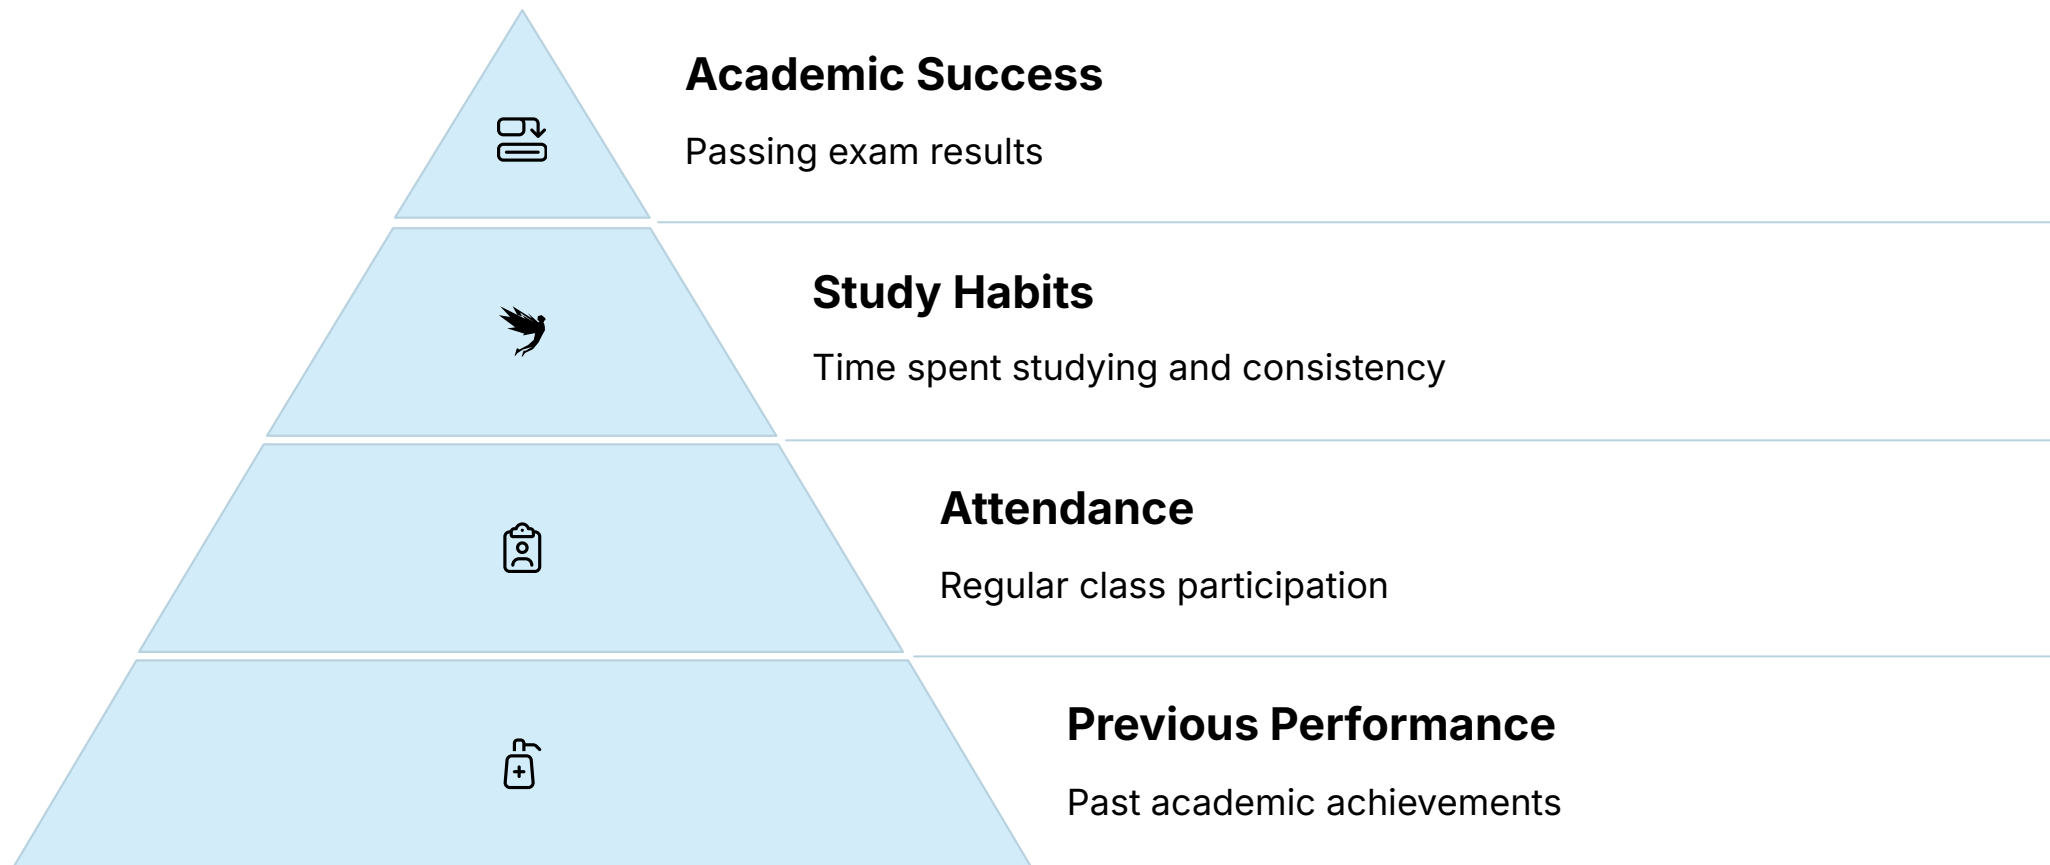 Academic Success
Passing exam results
Study Habits
Time spent studying and consistency
Attendance
Regular class participation
Previous Performance
Past academic achievements